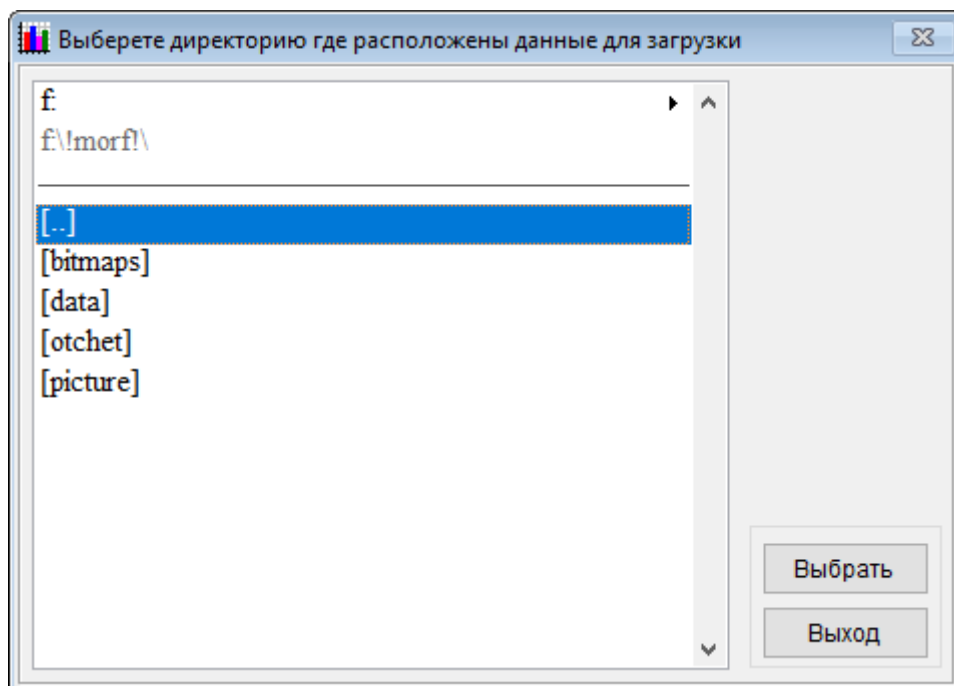 Выберете директорию где расположены данные для загрузки
f:
f:\!morf!\
[..]
[bitmaps]
[data]
[otchet]
[picture]
Выбрать
Выход